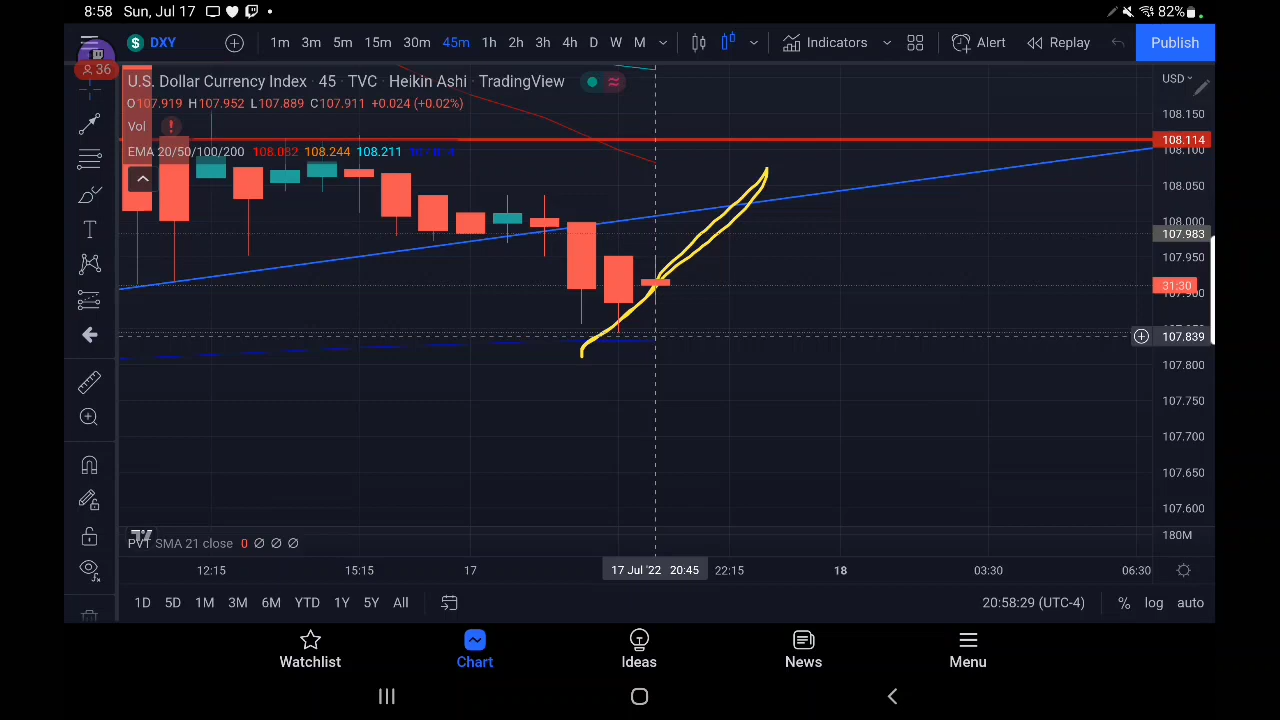 8:58 Sun, Jul 17 82%
DXY 1m 3m 5m 15m 30m 45m 1h 2h 3h 4h D W M Indicators Alert Replay Publish
36
U.S. Dollar Currency Index · 45 · TVC · Heikin Ashi · TradingView
O107.919 H107.952 L107.889 C107.911 +0.024 (+0.02%)
Vol
EMA 20/50/100/200 108.082 108.244 108.211
USD
108.150
108.114
108.100
108.050
108.000
107.983
107.950
31:30
107.900
107.839
107.800
107.750
107.700
107.650
107.600
180M
PVT SMA 21 close 0
12:15 15:15 17 17 Jul '22 20:45 22:15 18 03:30 06:30
1D 5D 1M 3M 6M YTD 1Y 5Y All 20:58:29 (UTC-4) % log auto
Watchlist Chart Ideas News Menu